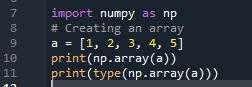 7 import numpy as np
8 # Creating an array
9 a = [1, 2, 3, 4, 5]
10 print(np.array(a))
11 print(type(np.array(a)))